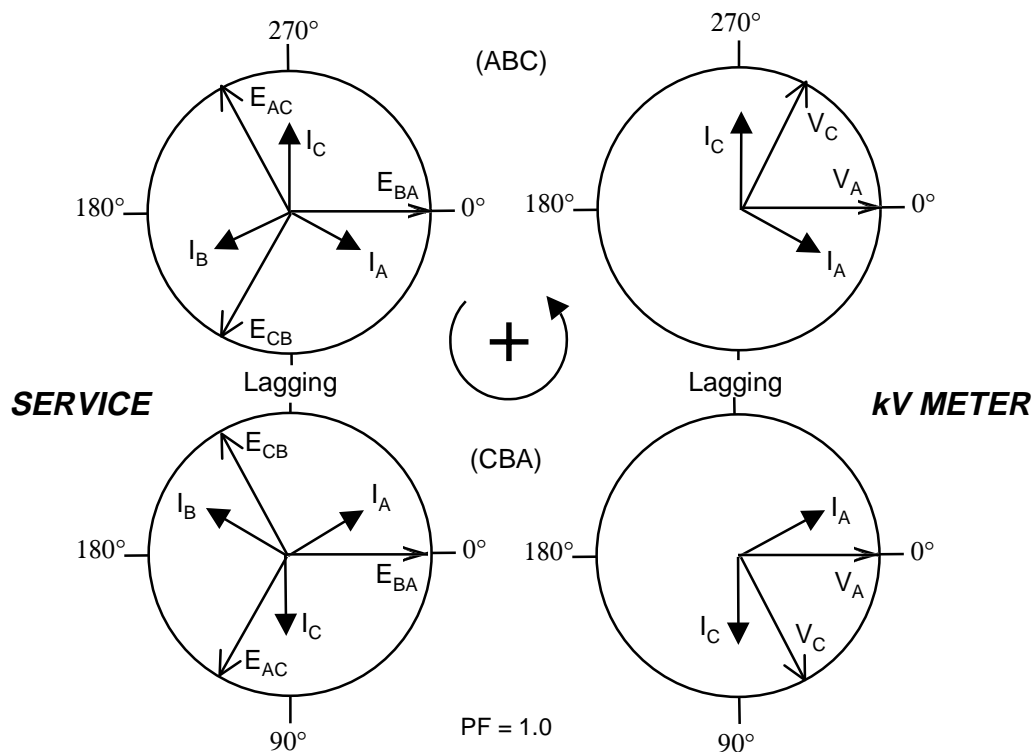 270°
(ABC)
270°
E_AC
I_C
E_BA
180°
0°
I_B
I_A
E_CB
Lagging
I_C
V_C
V_A
180°
0°
I_A
Lagging
+
SERVICE
kV METER
E_CB
(CBA)
I_B
I_A
180°
0°
E_BA
I_C
E_AC
90°
I_A
180°
0°
V_A
I_C
V_C
90°
PF = 1.0